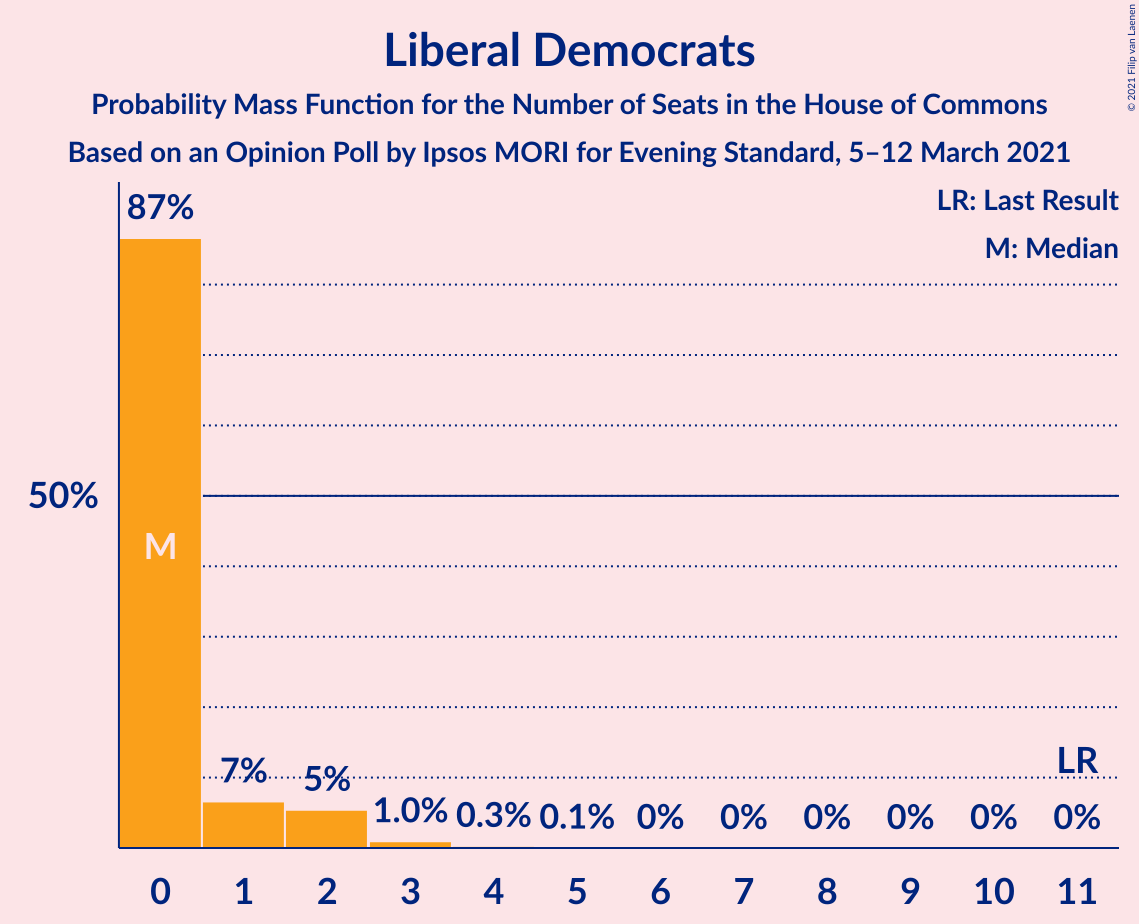 Liberal Democrats
Probability Mass Function for the Number of Seats in the House of Commons
Based on an Opinion Poll by Ipsos MORI for Evening Standard, 5–12 March 2021
© 2021 Filip van Laenen
LR: Last Result
M: Median
87%
50%
M
7%
5%
1.0%
0.3%
0.1%
0%
0%
0%
0%
0%
LR
0%
0 1 2 3 4 5 6 7 8 9 10 11